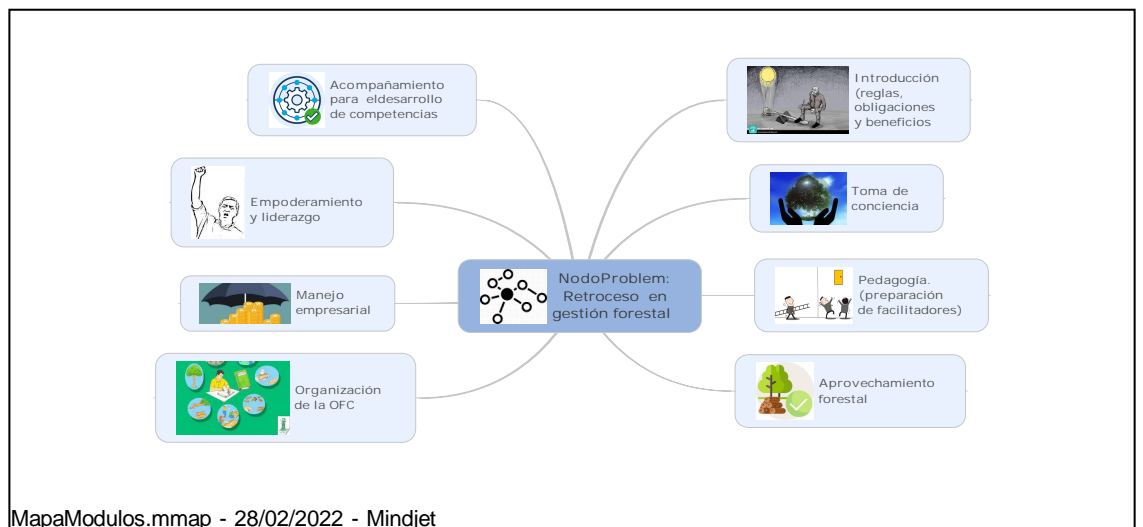 Acompañamiento
para eldesarrollo
de competencias
Empoderamiento
y liderazgo
Manejo
empresarial
Organización
de la OFC
NodoProblem:
Retroceso en
gestión forestal
Introducción
(reglas,
obligaciones
y beneficios
Toma de
conciencia
Pedagogía.
(preparación
de facilitadores)
Aprovechamiento
forestal
MapaModulos.mmap - 28/02/2022 - Mindjet